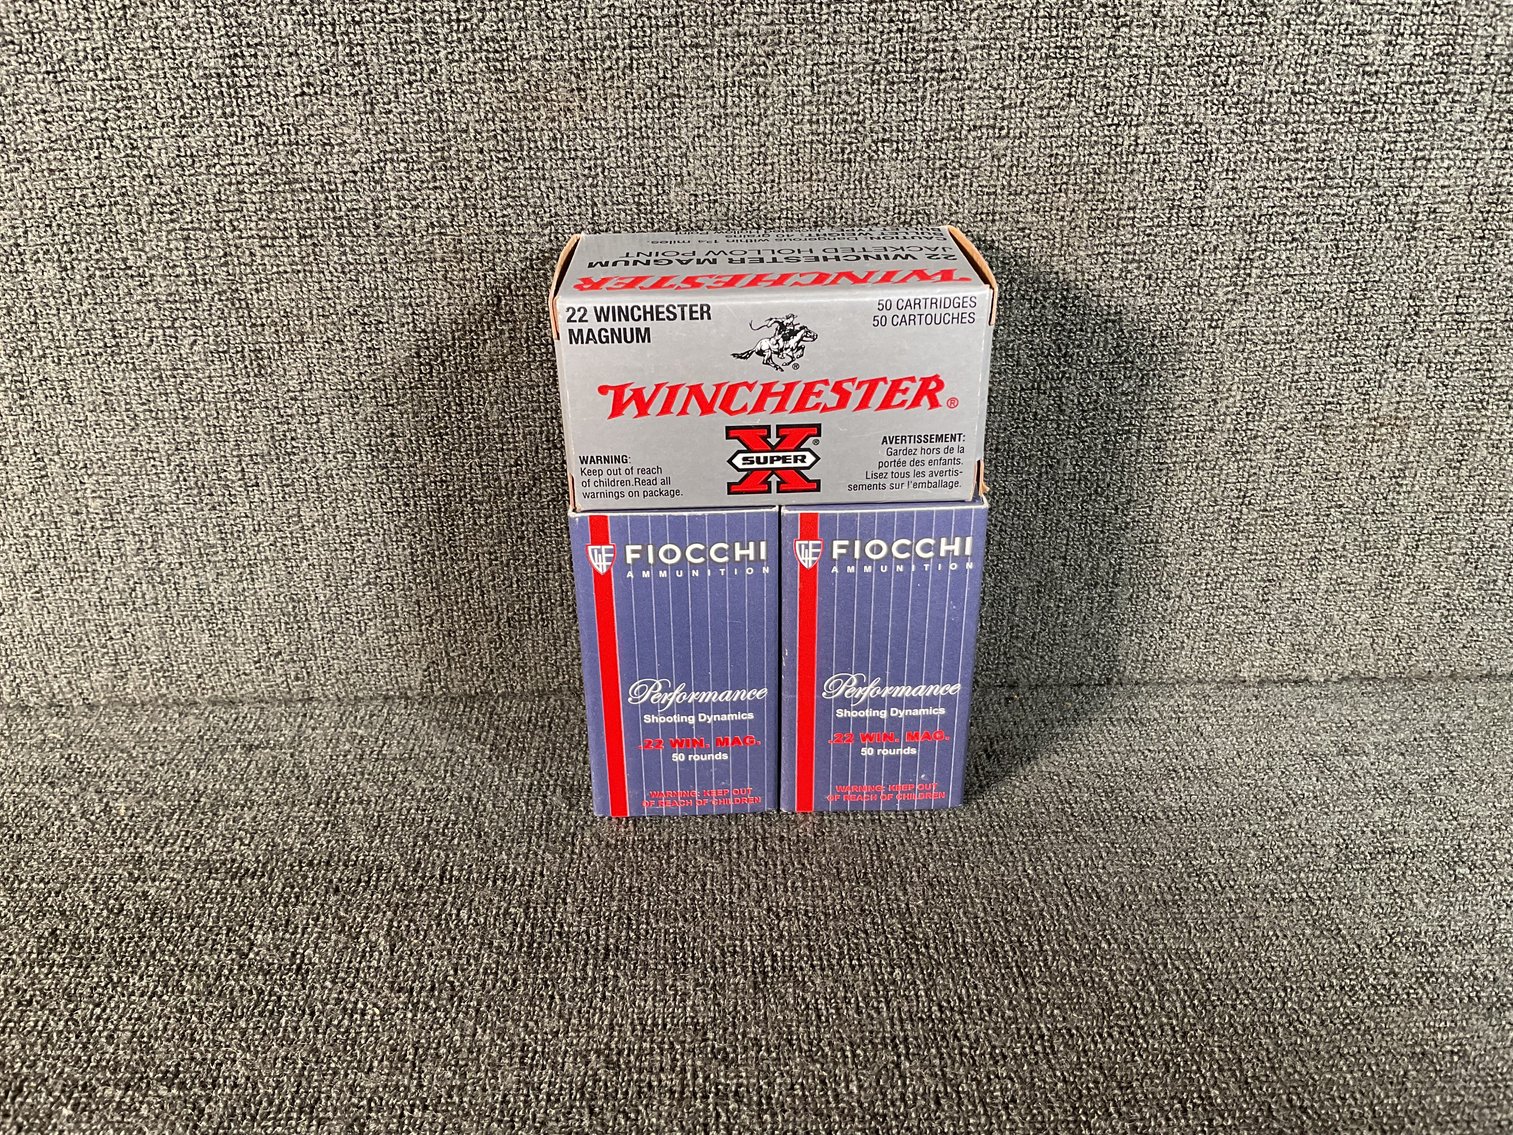 22 WINCHESTER MAGNUM
JACKETED HOLLOW POINT
WINCHESTER
22 WINCHESTER
MAGNUM
50 CARTRIDGES
50 CARTOUCHES
WINCHESTER®
SUPER X®
WARNING:
Keep out of reach
of children.Read all
warnings on package.
AVERTISSEMENT:
Gardez hors de la
portée des enfants.
Lisez tous les avertis-
sements sur l'emballage.
FIOCCHI
AMMUNITION
Performance
Shooting Dynamics
.22 WIN. MAG.
50 rounds
WARNING: KEEP OUT
OF REACH OF CHILDREN
FIOCCHI
AMMUNITION
Performance
Shooting Dynamics
.22 WIN. MAG.
50 rounds
WARNING: KEEP OUT
OF REACH OF CHILDREN